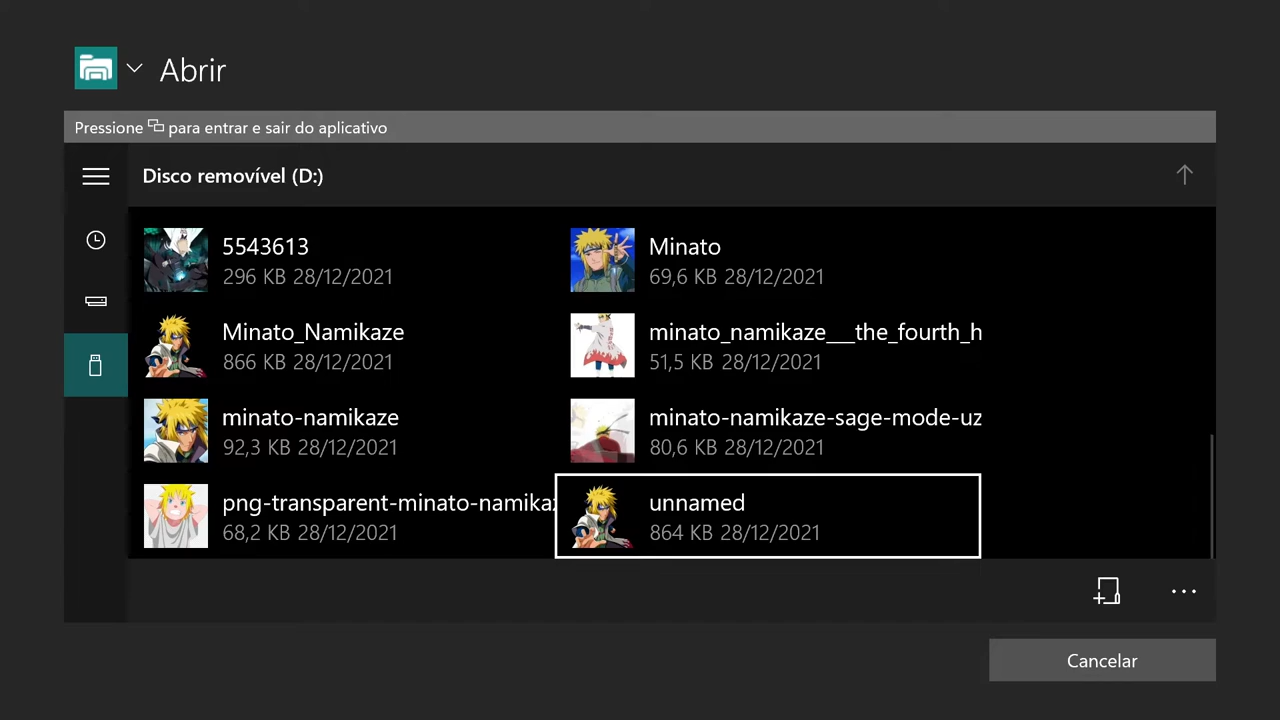 Abrir
Pressione para entrar e sair do aplicativo
Disco removível (D:)
5543613
296 KB 28/12/2021
Minato
69,6 KB 28/12/2021
Minato_Namikaze
866 KB 28/12/2021
minato_namikaze___the_fourth_h
51,5 KB 28/12/2021
minato-namikaze
92,3 KB 28/12/2021
minato-namikaze-sage-mode-uz
80,6 KB 28/12/2021
png-transparent-minato-namikaz
68,2 KB 28/12/2021
unnamed
864 KB 28/12/2021
Cancelar